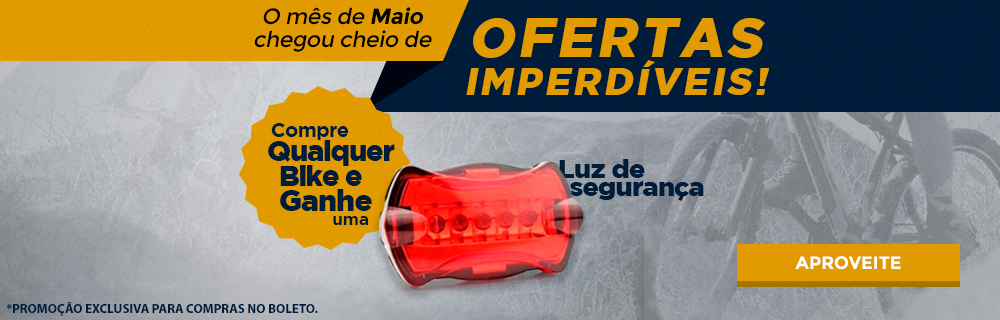 O mês de Maio
chegou cheio de
OFERTAS
IMPERDÍVEIS!
Compre
Qualquer
BIke e
Ganhe
uma
Luz de
segurança
APROVEITE
*PROMOÇÃO EXCLUSIVA PARA COMPRAS NO BOLETO.